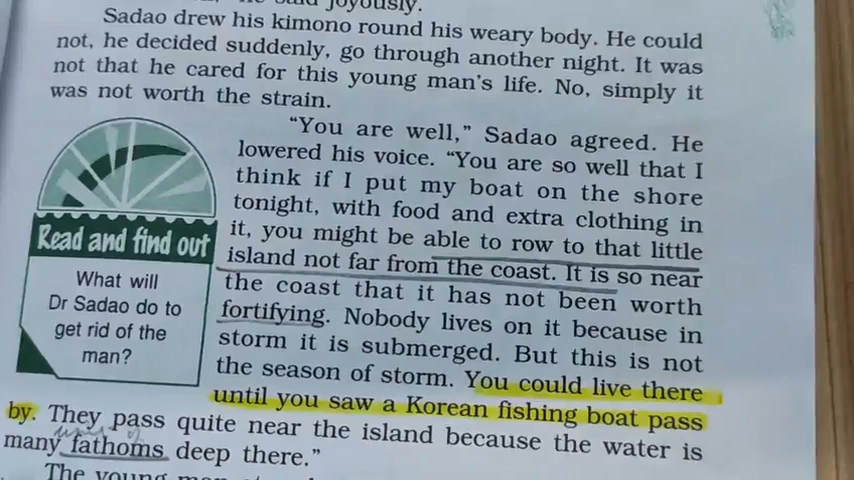 joyously.
Sadao drew his kimono round his weary body. He could
not, he decided suddenly, go through another night. It was
not that he cared for this young man's life. No, simply it
was not worth the strain.
"You are well," Sadao agreed. He
lowered his voice. "You are so well that I
think if I put my boat on the shore
tonight, with food and extra clothing in
it, you might be able to row to that little
island not far from the coast. It is so near
the coast that it has not been worth
fortifying. Nobody lives on it because in
storm it is submerged. But this is not
the season of storm. You could live there
until you saw a Korean fishing boat pass
by. They pass quite near the island because the water is
many fathoms deep there."
The young man
Read and find out
What will
Dr Sadao do to
get rid of the
man?